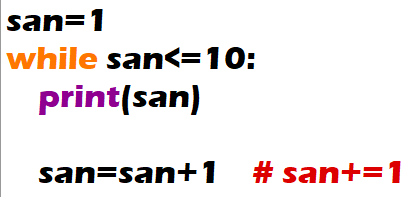 san=1
while san<=10:
    print(san)
    san=san+1    # san+=1